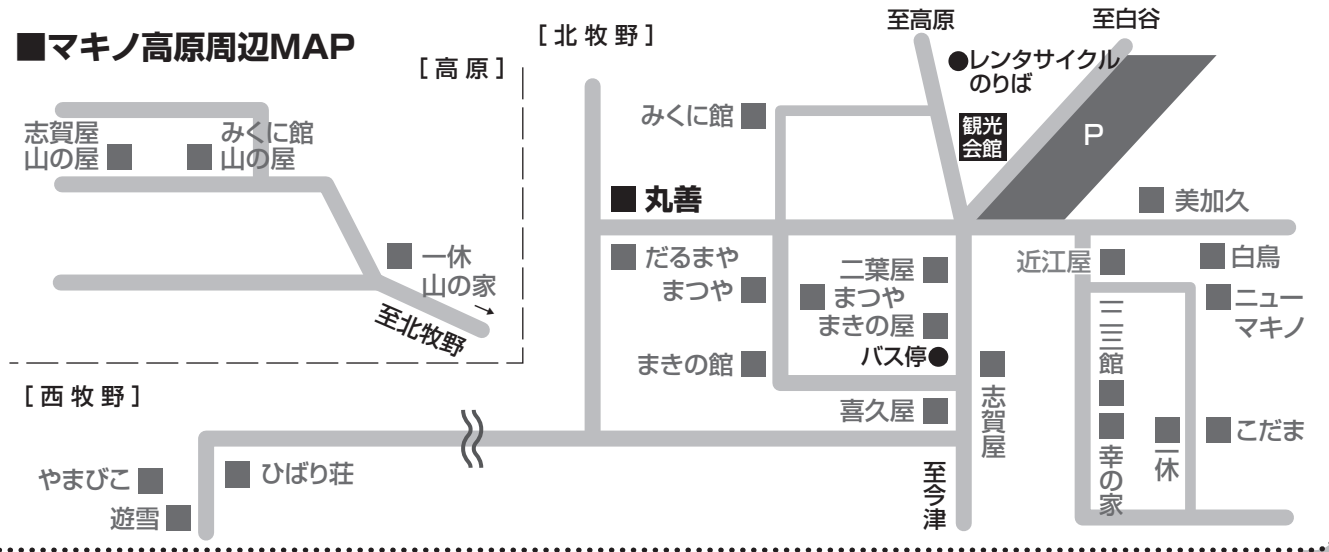 ■マキノ高原周辺MAP
[高原]
志賀屋
山の屋
みくに館
山の屋
一休
山の家
→
至北牧野
[北牧野]
至高原
至白谷
●レンタサイクル
のりば
みくに館
観光
会館
P
丸善
美加久
だるまや
まつや
二葉屋
まつや
まきの屋
バス停●
まきの館
喜久屋
志賀屋
近江屋
白鳥
ニュー
マキノ
二三館
幸の家
一休
こだま
至今津
[西牧野]
やまびこ
遊雪
ひばり荘